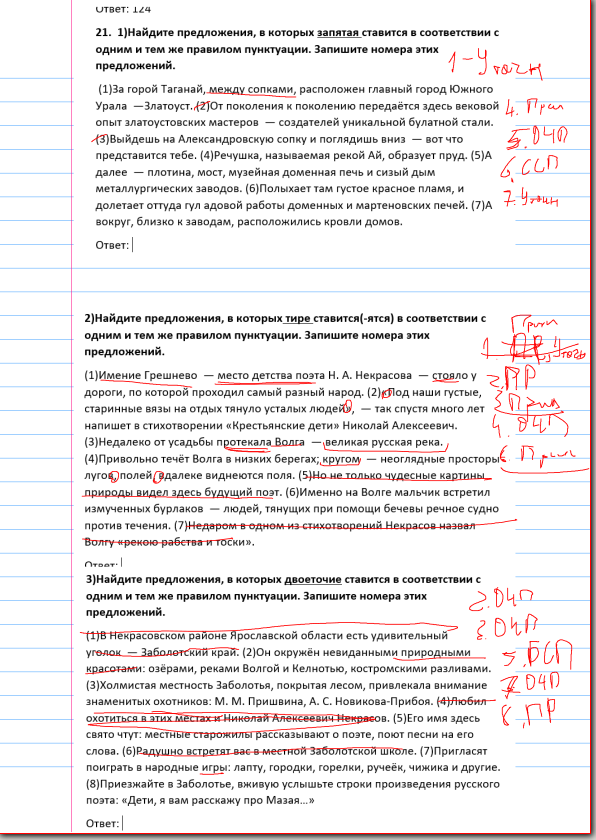 Ответ: 124
21. 1)Найдите предложения, в которых запятая ставится в соответствии с
одним и тем же правилом пунктуации. Запишите номера этих
предложений.
1-Уточн
(1)За горой Таганай, между сопками, расположен главный город Южного
Урала —Златоуст. (2)От поколения к поколению передаётся здесь вековой
опыт златоустовских мастеров — создателей уникальной булатной стали.
(3)Выйдешь на Александровскую сопку и поглядишь вниз — вот что
представится тебе. (4)Речушка, называемая рекой Ай, образует пруд. (5)А
далее — плотина, мост, музейная доменная печь и сизый дым
металлургических заводов. (6)Полыхает там густое красное пламя, и
долетает оттуда гул адовой работы доменных и мартеновских печей. (7)А
вокруг, близко к заводам, расположились кровли домов.
4. Прич
5. ОЧП
6. ССП
7. Уточн
Ответ:
2)Найдите предложения, в которых тире ставится(-ятся) в соответствии с
одним и тем же правилом пунктуации. Запишите номера этих
предложений.
(1)Имение Грешнево — место детства поэта Н. А. Некрасова — стояло у
дороги, по которой проходил самый разный народ. (2)«Под наши густые,
старинные вязы на отдых тянуло усталых людей», — так спустя много лет
напишет в стихотворении «Крестьянские дети» Николай Алексеевич.
(3)Недалеко от усадьбы протекала Волга — великая русская река.
(4)Привольно течёт Волга в низких берегах; кругом — неоглядные просторы
лугов, полей, вдалеке виднеются поля. (5)Но не только чудесные картины
природы видел здесь будущий поэт. (6)Именно на Волге мальчик встретил
измученных бурлаков — людей, тянущих при помощи бечевы речное судно
против течения. (7)Недаром в одном из стихотворений Некрасов назвал
Волгу «рекою рабства и тоски».
2. ПР
4. ОЧП
Ответ:
3)Найдите предложения, в которых двоеточие ставится в соответствии с
одним и тем же правилом пунктуации. Запишите номера этих
предложений.
(1)В Некрасовском районе Ярославской области есть удивительный
уголок — Заболотский край. (2)Он окружён невиданными природными
красотами: озёрами, реками Волгой и Келнотью, костромскими разливами.
(3)Холмистая местность Заболотья, покрытая лесом, привлекала внимание
знаменитых охотников: М. М. Пришвина, А. С. Новикова-Прибоя. (4)Любил
охотиться в этих местах и Николай Алексеевич Некрасов. (5)Его имя здесь
свято чтут: местные старожилы рассказывают о поэте, поют песни на его
слова. (6)Радушно встретят вас в местной Заболотской школе. (7)Пригласят
поиграть в народные игры: лапту, городки, горелки, ручеёк, чижика и другие.
(8)Приезжайте в Заболотье, вживую услышьте строки произведения русского
поэта: «Дети, я вам расскажу про Мазая...»
2. ОЧП
3. ОЧП
5. БСП
7. ОЧП
8. ПР
Ответ: